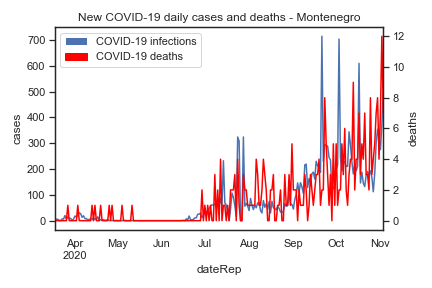 New COVID-19 daily cases and deaths - Montenegro
COVID-19 infections
COVID-19 deaths
700
600
500
400
300
200
100
0
cases
12
10
8
6
4
2
0
deaths
Apr May Jun Jul Aug Sep Oct Nov
2020
dateRep